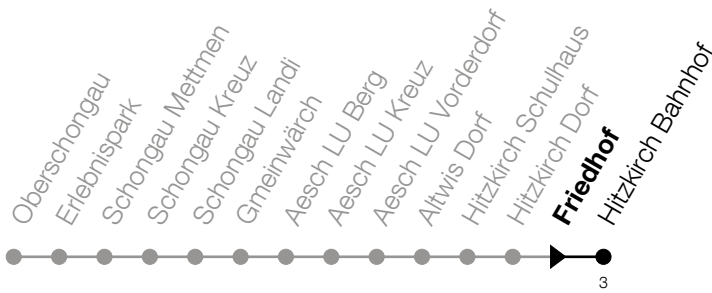 Oberschongau
Erlebnispark
Schongau Mettmen
Schongau Kreuz
Schongau Landi
Gmeinwärch
Aesch LU Berg
Aesch LU Kreuz
Aesch LU Vorderdorf
Altwis Dorf
Hitzkirch Schulhaus
Hitzkirch Dorf
Friedhof
Hitzkirch Bahnhof
3